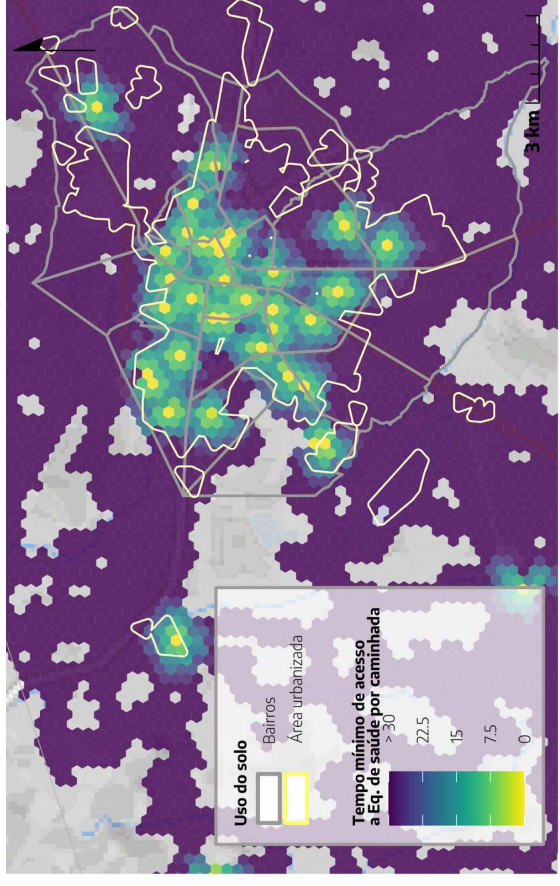 Uso do solo
Bairros
Área urbanizada
Tempo mínimo de acesso
a Eq. de saúde por caminhada
> 30
22.5
15
7.5
0
3 km